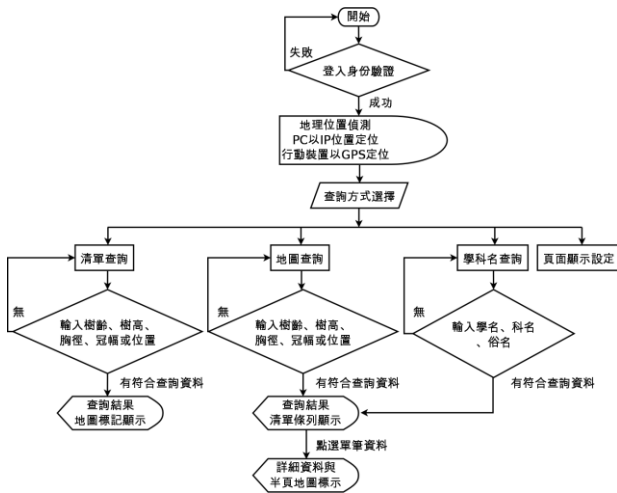 開始
失敗
登入身份驗證
成功
地理位置偵測
PC以IP位置定位
行動裝置以GPS定位
查詢方式選擇
清單查詢
地圖查詢
學科名查詢
頁面顯示設定
無
輸入樹齡、樹高、
胸徑、冠幅或位置
無
輸入樹齡、樹高、
胸徑、冠幅或位置
無
輸入學名、科名
、俗名
有符合查詢資料
有符合查詢資料
有符合查詢資料
查詢結果
地圖標記顯示
查詢結果
清單條列顯示
點選單筆資料
詳細資料與
半頁地圖標示